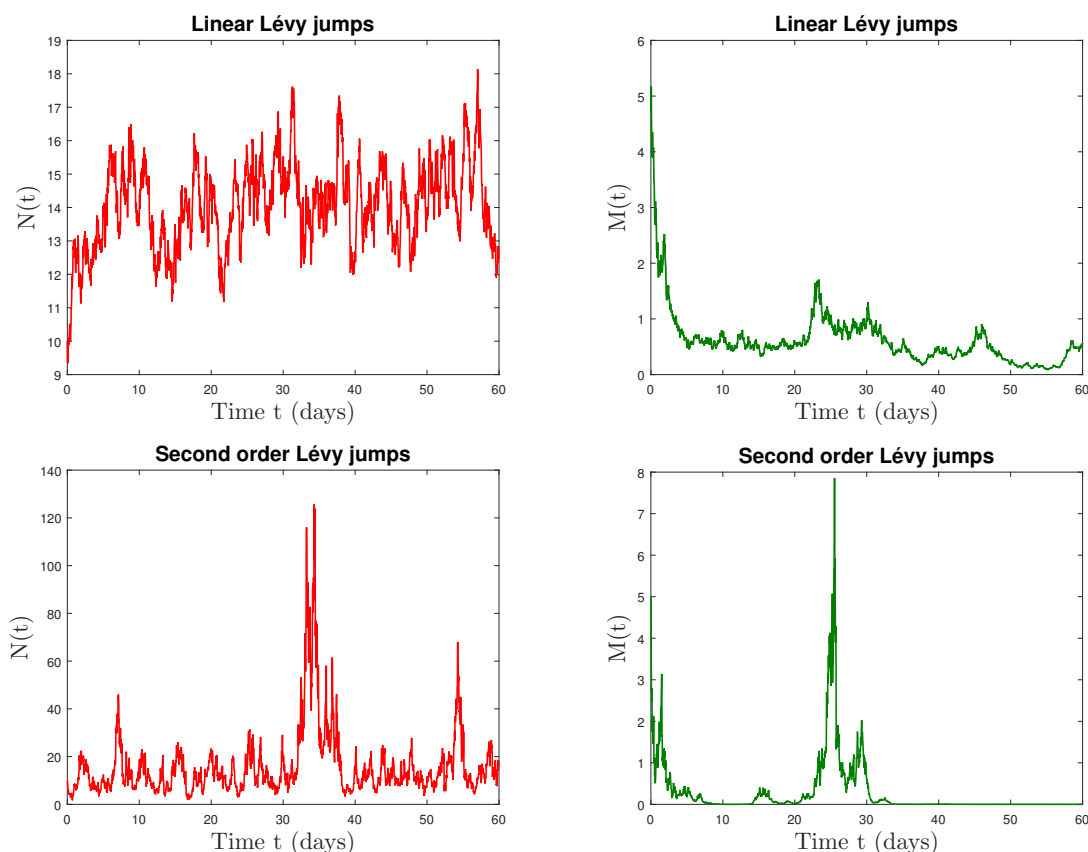 Linear Lévy jumps
19
18
17
16
15
14
13
12
11
10
9
N(t)
0 10 20 30 40 50 60
Time t (days)
Linear Lévy jumps
6
5
4
3
2
1
0
M(t)
0 10 20 30 40 50 60
Time t (days)
Second order Lévy jumps
140
120
100
80
60
40
20
0
N(t)
0 10 20 30 40 50 60
Time t (days)
Second order Lévy jumps
8
7
6
5
4
3
2
1
0
M(t)
0 10 20 30 40 50 60
Time t (days)